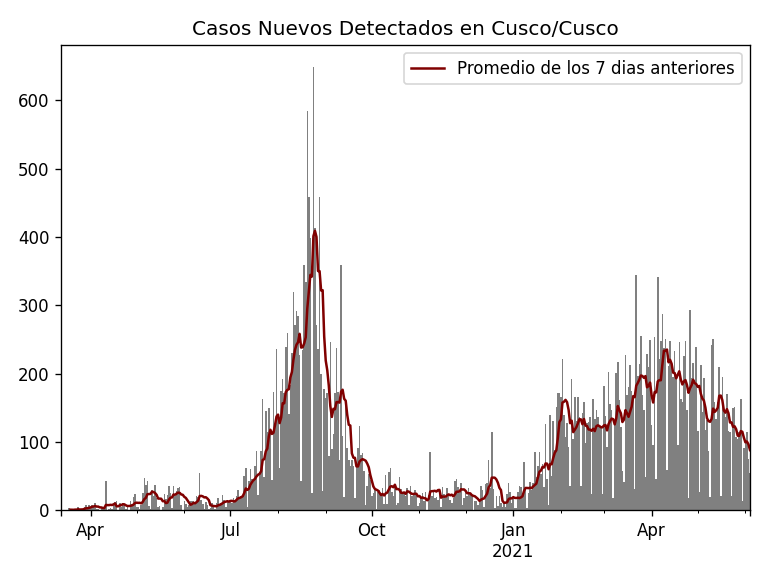 Casos Nuevos Detectados en Cusco/Cusco
Promedio de los 7 dias anteriores
600
500
400
300
200
100
0
Apr Jul Oct Jan Apr
2021